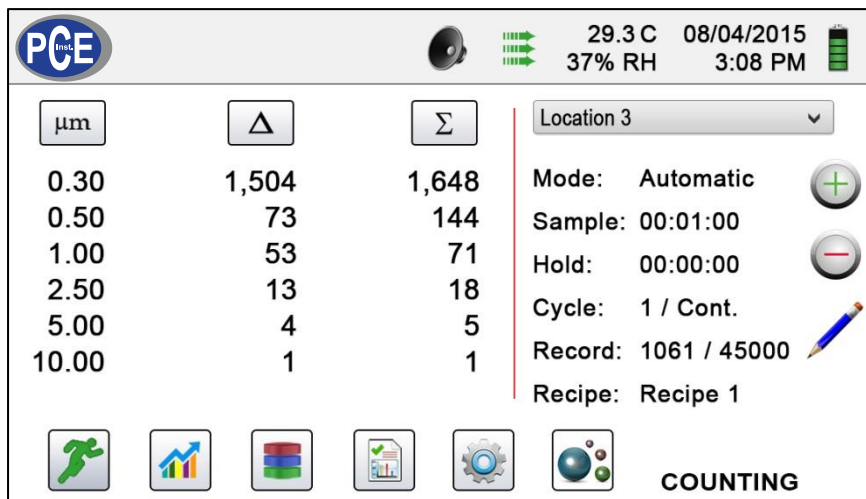 PCE Inst.
29.3 C 08/04/2015
37% RH 3:08 PM
µm Δ Σ
0.30 1,504 1,648
0.50 73 144
1.00 53 71
2.50 13 18
5.00 4 5
10.00 1 1
Location 3
Mode: Automatic
Sample: 00:01:00
Hold: 00:00:00
Cycle: 1 / Cont.
Record: 1061 / 45000
Recipe: Recipe 1
COUNTING